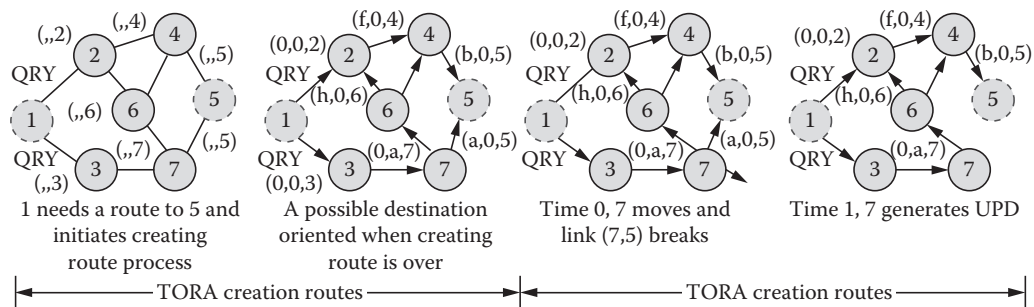 (,,2)
(,,4)
4
2
(,,5)
QRY
1
(,,6)
6
5
QRY
(,,7)
(,,5)
(,,3)
3
7
1 needs a route to 5 and
initiates creating
route process
(f,0,4)
(0,0,2)
2
4
(b,0,5)
QRY
(h,0,6)
1
6
5
QRY
(0,a,7)
(a,0,5)
(0,0,3)
3
7
A possible destination
oriented when creating
route is over
(f,0,4)
(0,0,2)
2
4
(b,0,5)
QRY
(h,0,6)
1
6
5
QRY
(0,a,7)
(a,0,5)
3
7
Time 0, 7 moves and
link (7,5) breaks
(f,0,4)
(0,0,2)
2
4
(b,0,5)
QRY
(h,0,6)
1
6
5
QRY
(0,a,7)
3
7
Time 1, 7 generates UPD
TORA creation routes
TORA creation routes